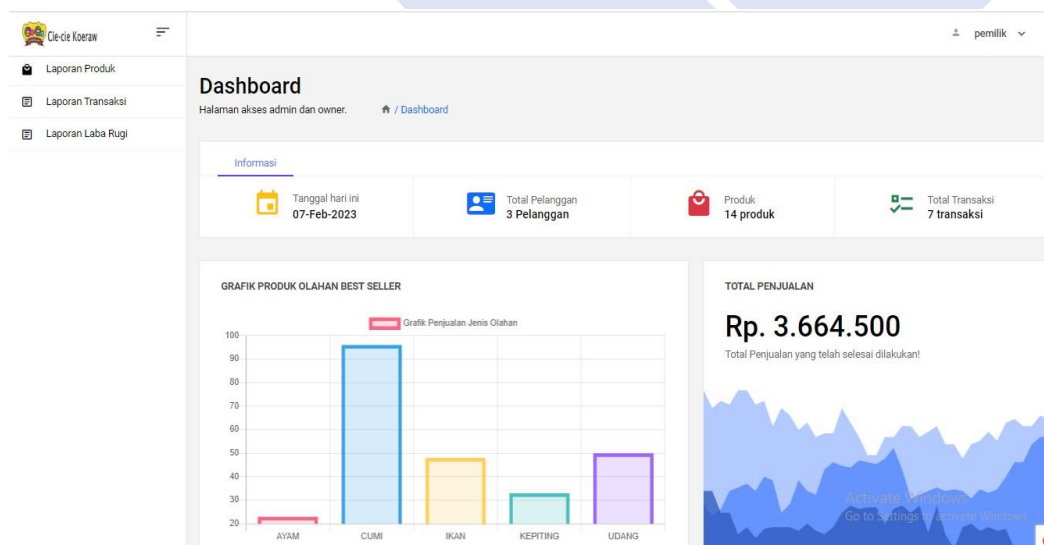 Cie-cie Koeraw
pemilik
Laporan Produk
Laporan Transaksi
Laporan Laba Rugi
Dashboard
Halaman akses admin dan owner.
/ Dashboard
Informasi
Tanggal hari ini
07-Feb-2023
Total Pelanggan
3 Pelanggan
Produk
14 produk
Total Transaksi
7 transaksi
GRAFIK PRODUK OLAHAN BEST SELLER
Grafik Penjualan Jenis Olahan
100
90
80
70
60
50
40
30
20
AYAM
CUMI
IKAN
KEPITING
UDANG
TOTAL PENJUALAN
Rp. 3.664.500
Total Penjualan yang telah selesai dilakukan!
Activate Windows
Go to Settings to activate Windows.